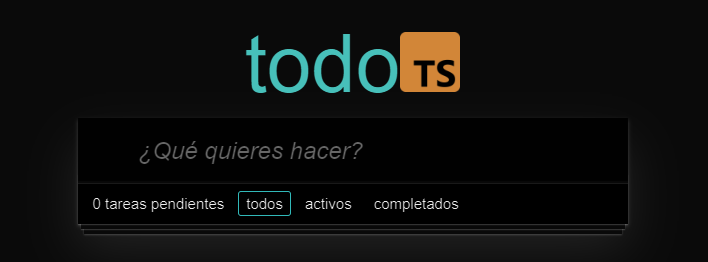 todo TS
¿Qué quieres hacer?
0 tareas pendientes todos activos completados